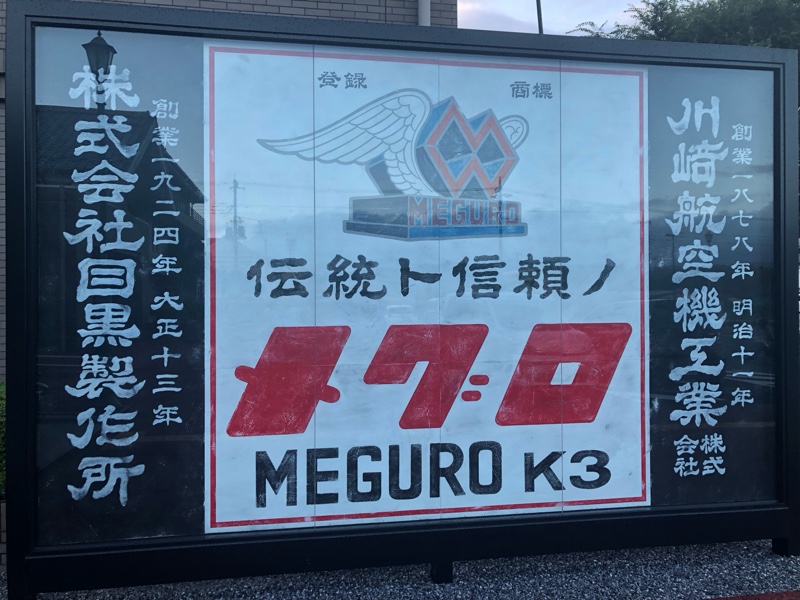 株式会社目黒製作所
創業一九二四年 大正十三年
登録 商標
MEGURO
伝統ト信頼ノ
メグロ
MEGURO K3
創業一八七八年 明治十一年
川崎航空機工業株式会社